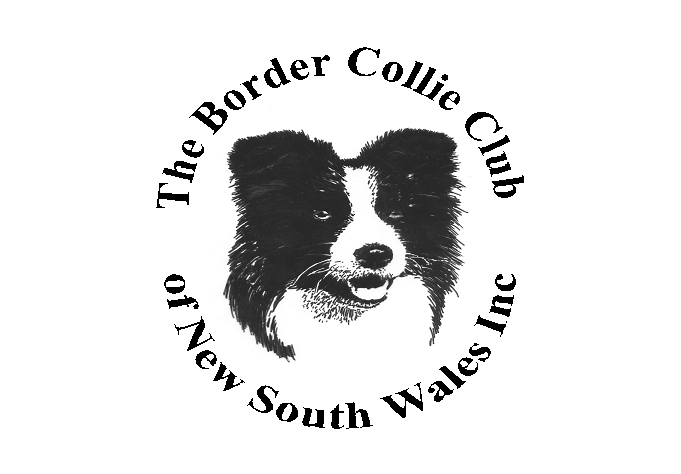 The Border Collie Club
of New South Wales Inc